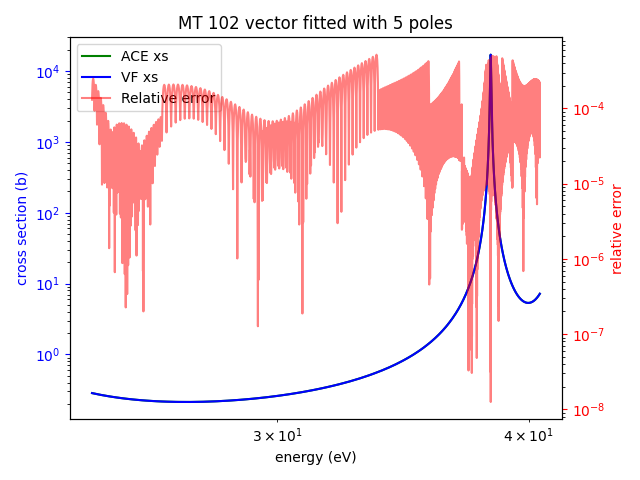 MT 102 vector fitted with 5 poles
ACE xs
VF xs
Relative error
cross section (b)
10^4
10^3
10^2
10^1
10^0
relative error
10^-4
10^-5
10^-6
10^-7
10^-8
3 × 10^1
4 × 10^1
energy (eV)